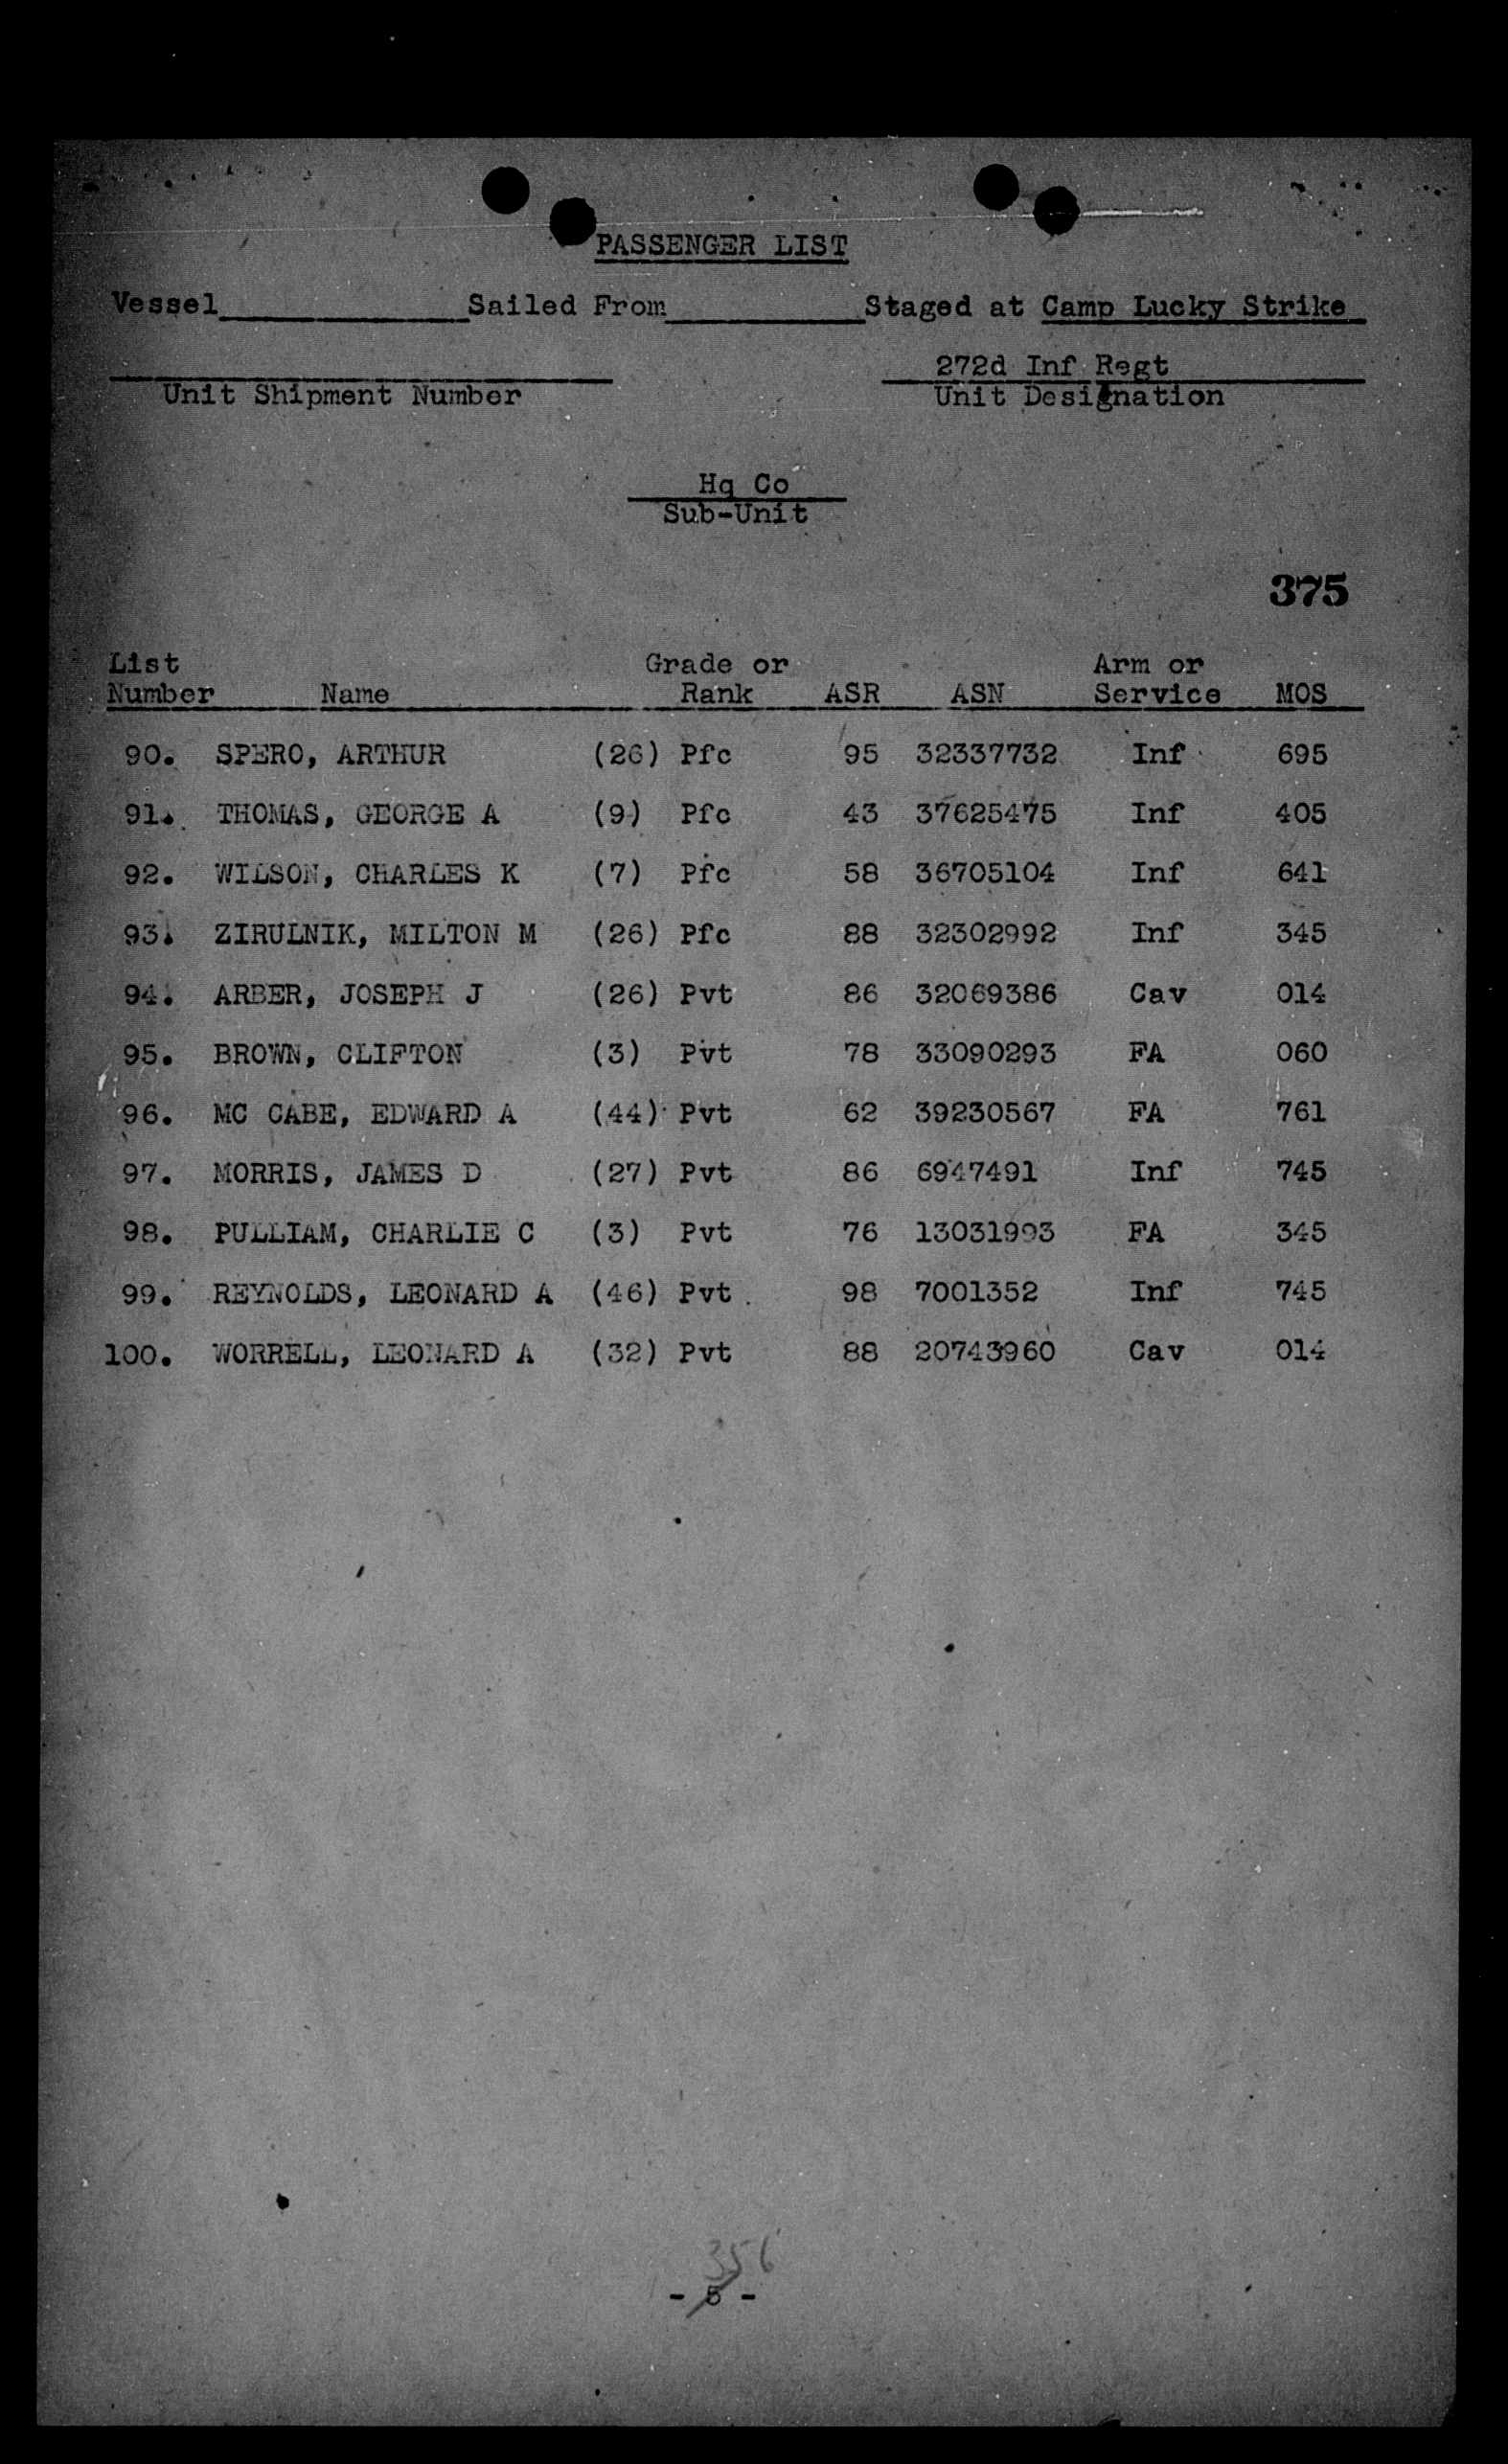 PASSENGER LIST
Vessel____________Sailed From__________Staged at Camp Lucky Strike
272d Inf Regt
Unit Shipment Number Unit Designation
Hq Co
Sub-Unit
375
List Grade or Arm or
Number Name Rank ASR ASN Service MOS
90. SPERO, ARTHUR (26) Pfc 95 32337732 Inf 695
91. THOMAS, GEORGE A (9) Pfc 43 37625475 Inf 405
92. WILSON, CHARLES K (7) Pfc 58 36705104 Inf 641
93. ZIRULNIK, MILTON M (26) Pfc 88 32302992 Inf 345
94. ARBER, JOSEPH J (26) Pvt 86 32069386 Cav 014
95. BROWN, CLIFTON (3) Pvt 78 33090293 FA 060
96. MC CABE, EDWARD A (44) Pvt 62 39230567 FA 761
97. MORRIS, JAMES D (27) Pvt 86 6947491 Inf 745
98. PULLIAM, CHARLIE C (3) Pvt 76 13031993 FA 345
99. REYNOLDS, LEONARD A (46) Pvt 98 7001352 Inf 745
100. WORRELL, LEONARD A (32) Pvt 88 20743960 Cav 014
356
- 5 -